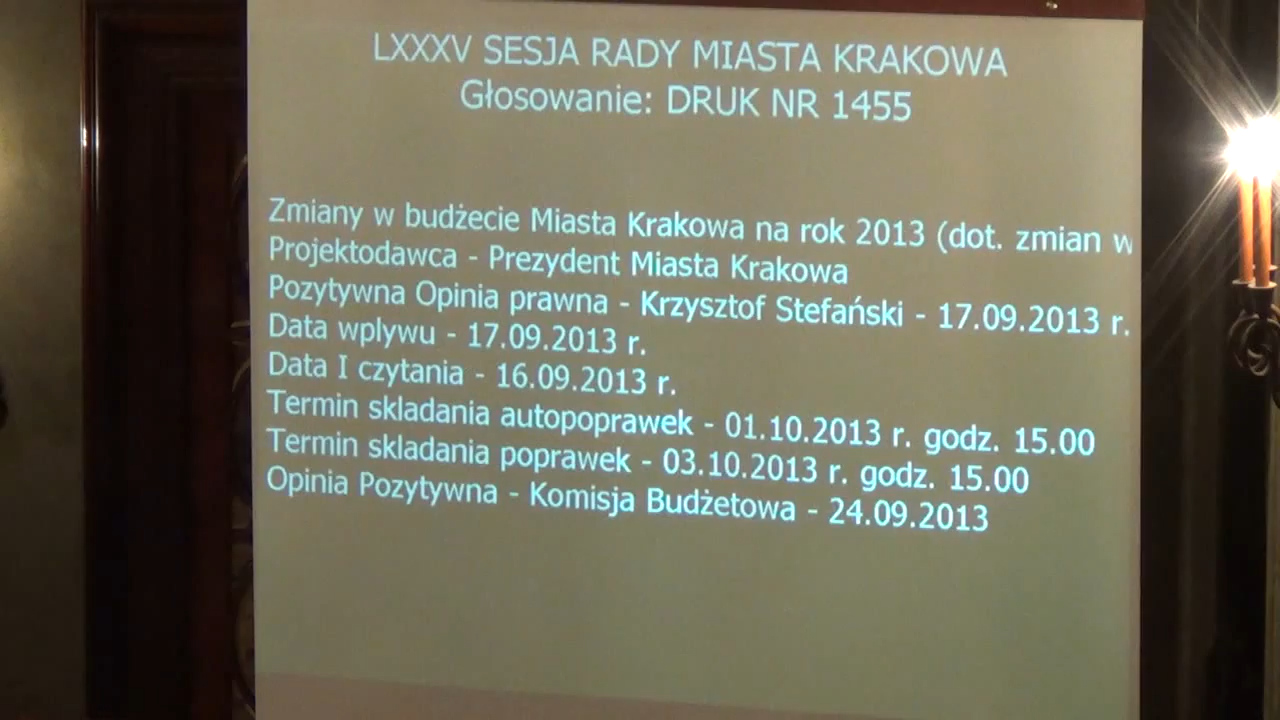 LXXXV SESJA RADY MIASTA KRAKOWA
Głosowanie: DRUK NR 1455
Zmiany w budżecie Miasta Krakowa na rok 2013 (dot. zmian w
Projektodawca - Prezydent Miasta Krakowa
Pozytywna Opinia prawna - Krzysztof Stefański - 17.09.2013 r.
Data wplywu - 17.09.2013 r.
Data I czytania - 16.09.2013 r.
Termin skladania autopoprawek - 01.10.2013 r. godz. 15.00
Termin skladania poprawek - 03.10.2013 r. godz. 15.00
Opinia Pozytywna - Komisja Budżetowa - 24.09.2013